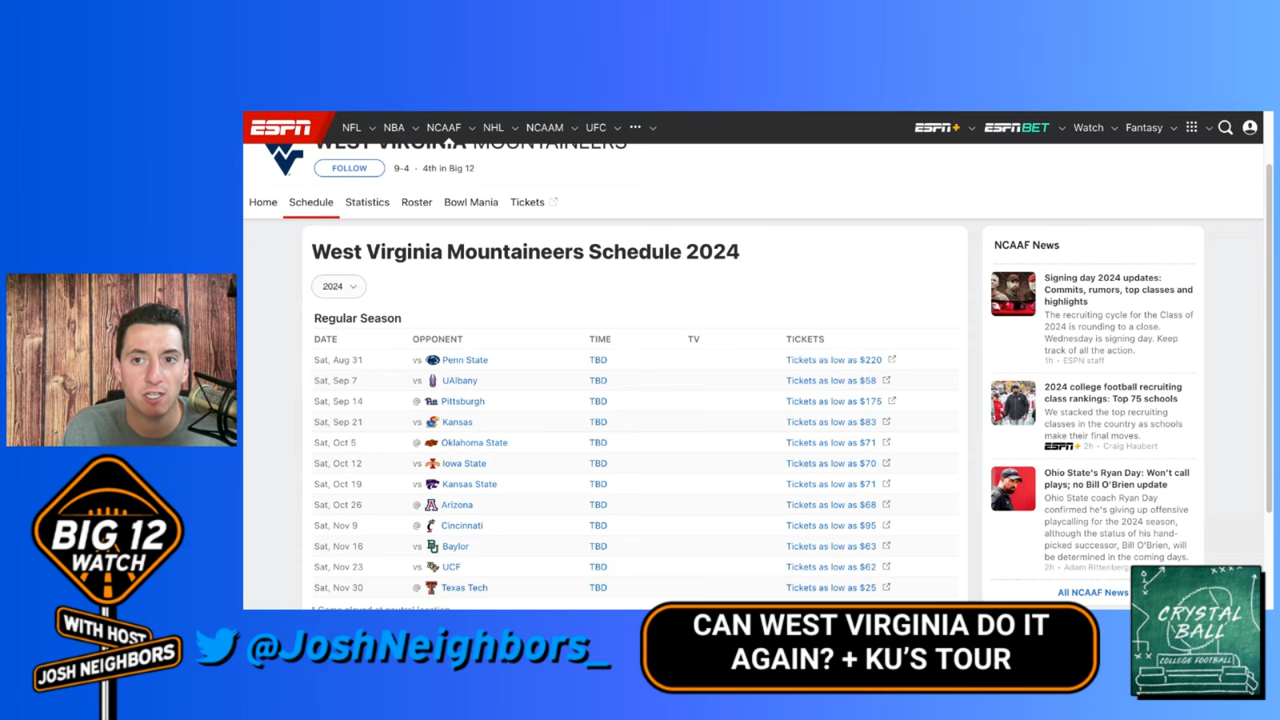 ESPN NFL NBA NCAAF NHL NCAAM UFC ••• ESPN+ ESPN BET Watch Fantasy
WEST VIRGINIA MOUNTAINEERS
FOLLOW 9-4 · 4th in Big 12
Home Schedule Statistics Roster Bowl Mania Tickets
West Virginia Mountaineers Schedule 2024
2024
Regular Season
DATE OPPONENT TIME TV TICKETS
Sat, Aug 31 vs Penn State TBD Tickets as low as $220
Sat, Sep 7 vs UAlbany TBD Tickets as low as $58
Sat, Sep 14 @ Pitt Pittsburgh TBD Tickets as low as $175
Sat, Sep 21 vs Kansas TBD Tickets as low as $83
Sat, Oct 5 @ Oklahoma State TBD Tickets as low as $71
Sat, Oct 12 vs Iowa State TBD Tickets as low as $70
Sat, Oct 19 vs Kansas State TBD Tickets as low as $71
Sat, Oct 26 @ Arizona TBD Tickets as low as $68
Sat, Nov 9 @ Cincinnati TBD Tickets as low as $95
Sat, Nov 16 vs Baylor TBD Tickets as low as $63
Sat, Nov 23 vs UCF TBD Tickets as low as $62
Sat, Nov 30 @ Texas Tech TBD Tickets as low as $25
* Game played at neutral location
NCAAF News
Signing day 2024 updates:
Commits, rumors, top classes and
highlights
The recruiting cycle for the Class of
2024 is rounding to a close.
Wednesday is signing day. Keep
track of all the action.
1h · ESPN staff
2024 college football recruiting
class rankings: Top 75 schools
We stacked the top recruiting
classes in the country as schools
make their final moves.
ESPN+ 2h · Craig Haubert
Ohio State's Ryan Day: Won't call
plays; no Bill O'Brien update
Ohio State coach Ryan Day
confirmed he's giving up offensive
playcalling for the 2024 season,
although the status of his hand-
picked successor, Bill O'Brien, will
be determined in the coming days.
2h · Adam Rittenberg
All NCAAF News
BIG 12
WATCH
WITH HOST
JOSH NEIGHBORS
@JoshNeighbors_
CAN WEST VIRGINIA DO IT
AGAIN? + KU'S TOUR
CRYSTAL
BALL
COLLEGE FOOTBALL